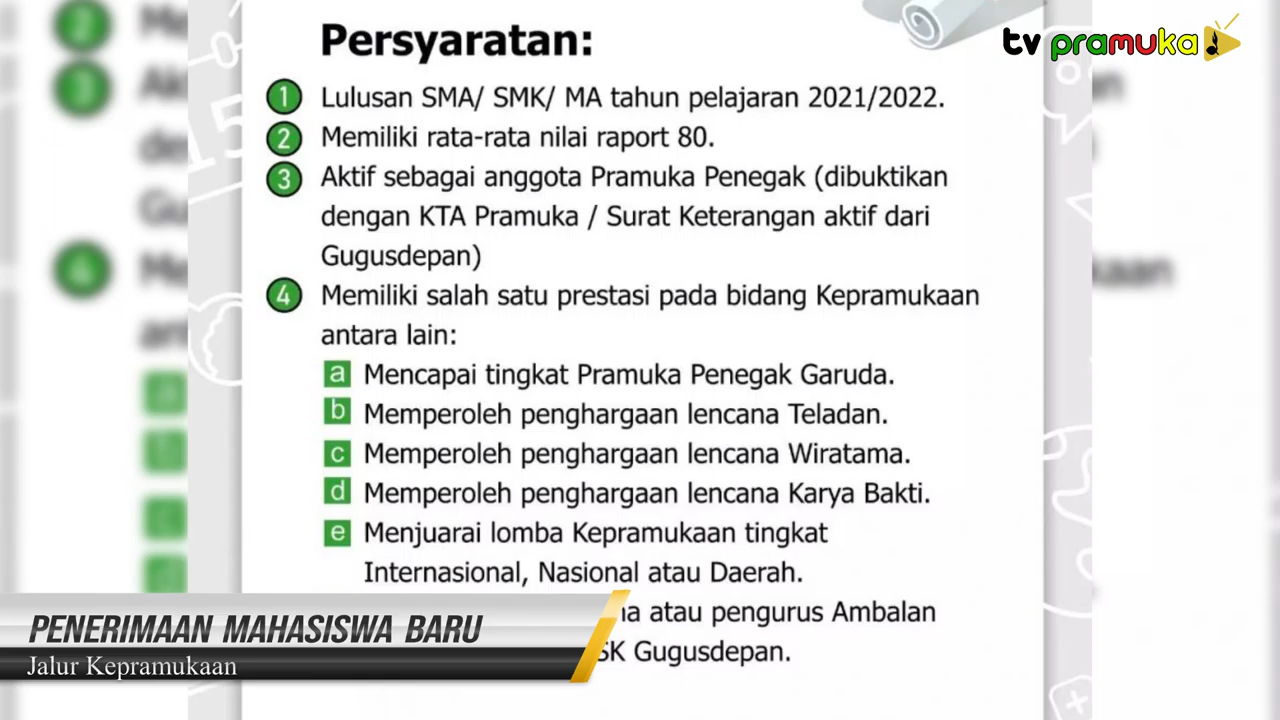 Persyaratan:
tv pramuka
1 Lulusan SMA/ SMK/ MA tahun pelajaran 2021/2022.
2 Memiliki rata-rata nilai raport 80.
3 Aktif sebagai anggota Pramuka Penegak (dibuktikan
dengan KTA Pramuka / Surat Keterangan aktif dari
Gugusdepan)
4 Memiliki salah satu prestasi pada bidang Kepramukaan
antara lain:
a Mencapai tingkat Pramuka Penegak Garuda.
b Memperoleh penghargaan lencana Teladan.
c Memperoleh penghargaan lencana Wiratama.
d Memperoleh penghargaan lencana Karya Bakti.
e Menjuarai lomba Kepramukaan tingkat
Internasional, Nasional atau Daerah.
atau pengurus Ambalan
SK Gugusdepan.
PENERIMAAN MAHASISWA BARU
Jalur Kepramukaan